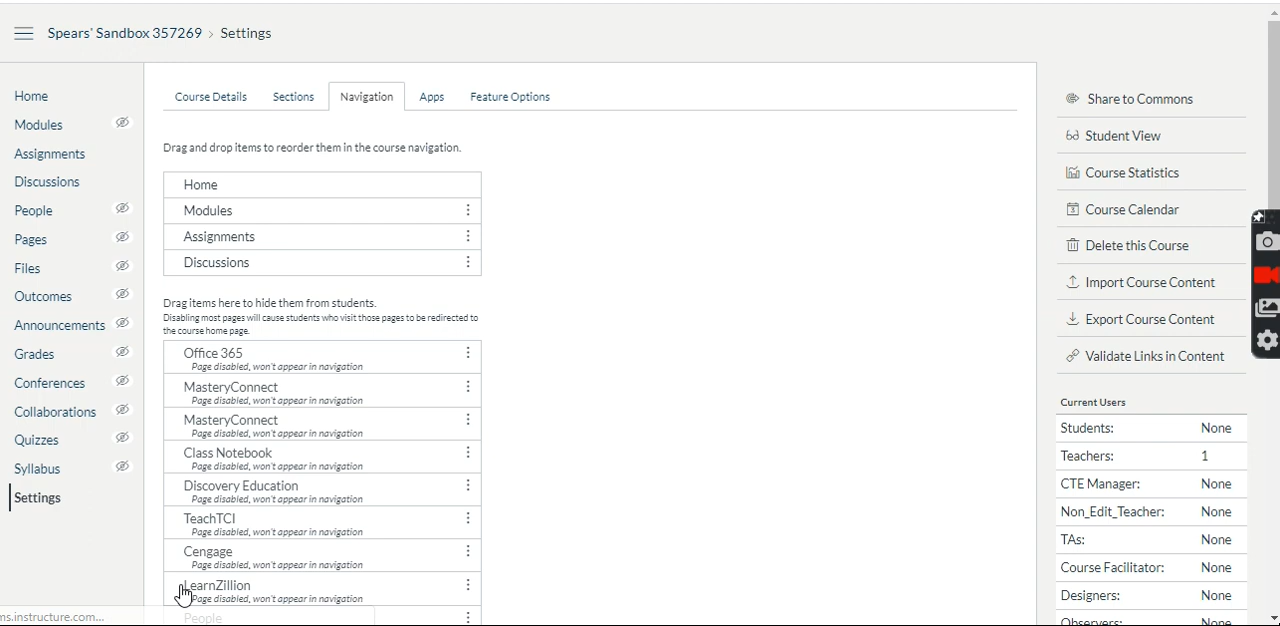 Spears' Sandbox 357269 › Settings
Home
Modules
Assignments
Discussions
People
Pages
Files
Outcomes
Announcements
Grades
Conferences
Collaborations
Quizzes
Syllabus
Settings
ms.instructure.com...
Course Details Sections Navigation Apps Feature Options
Drag and drop items to reorder them in the course navigation.
Home
Modules
Assignments
Discussions
Drag items here to hide them from students.
Disabling most pages will cause students who visit those pages to be redirected to
the course home page.
Office 365
Page disabled, won't appear in navigation
MasteryConnect
Page disabled, won't appear in navigation
MasteryConnect
Page disabled, won't appear in navigation
Class Notebook
Page disabled, won't appear in navigation
Discovery Education
Page disabled, won't appear in navigation
TeachTCI
Page disabled, won't appear in navigation
Cengage
Page disabled, won't appear in navigation
LearnZillion
Page disabled, won't appear in navigation
People
Share to Commons
Student View
Course Statistics
Course Calendar
Delete this Course
Import Course Content
Export Course Content
Validate Links in Content
Current Users
Students: None
Teachers: 1
CTE Manager: None
Non_Edit_Teacher: None
TAs: None
Course Facilitator: None
Designers: None
Observers: None